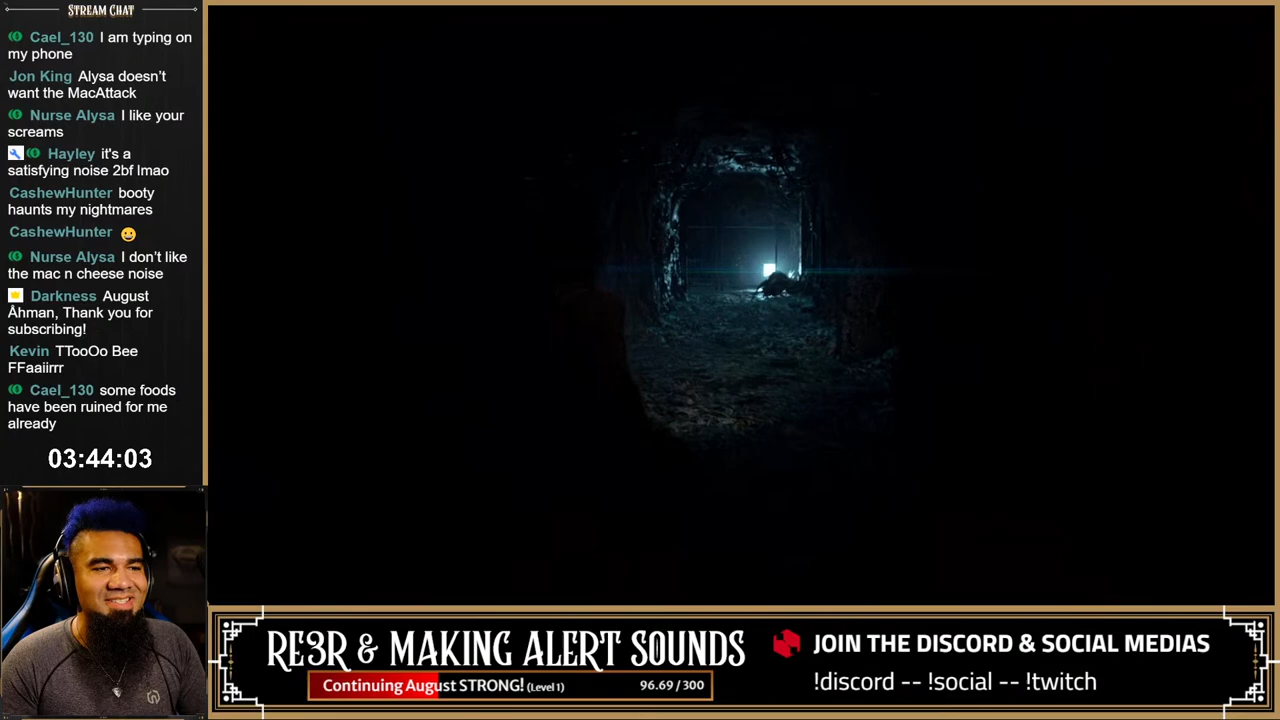 STREAM CHAT
Cael_130 I am typing on
my phone
Jon King Alysa doesn't
want the MacAttack
Nurse Alysa I like your
screams
Hayley it's a
satisfying noise 2bf lmao
CashewHunter booty
haunts my nightmares
CashewHunter 😀
Nurse Alysa I don't like
the mac n cheese noise
Darkness August
Åhman, Thank you for
subscribing!
Kevin TTooOo Bee
FFaaiirrr
Cael_130 some foods
have been ruined for me
already
03:44:03
RE3R & MAKING ALERT SOUNDS
Continuing August STRONG! (Level 1) 96.69 / 300
JOIN THE DISCORD & SOCIAL MEDIAS
!discord -- !social -- !twitch